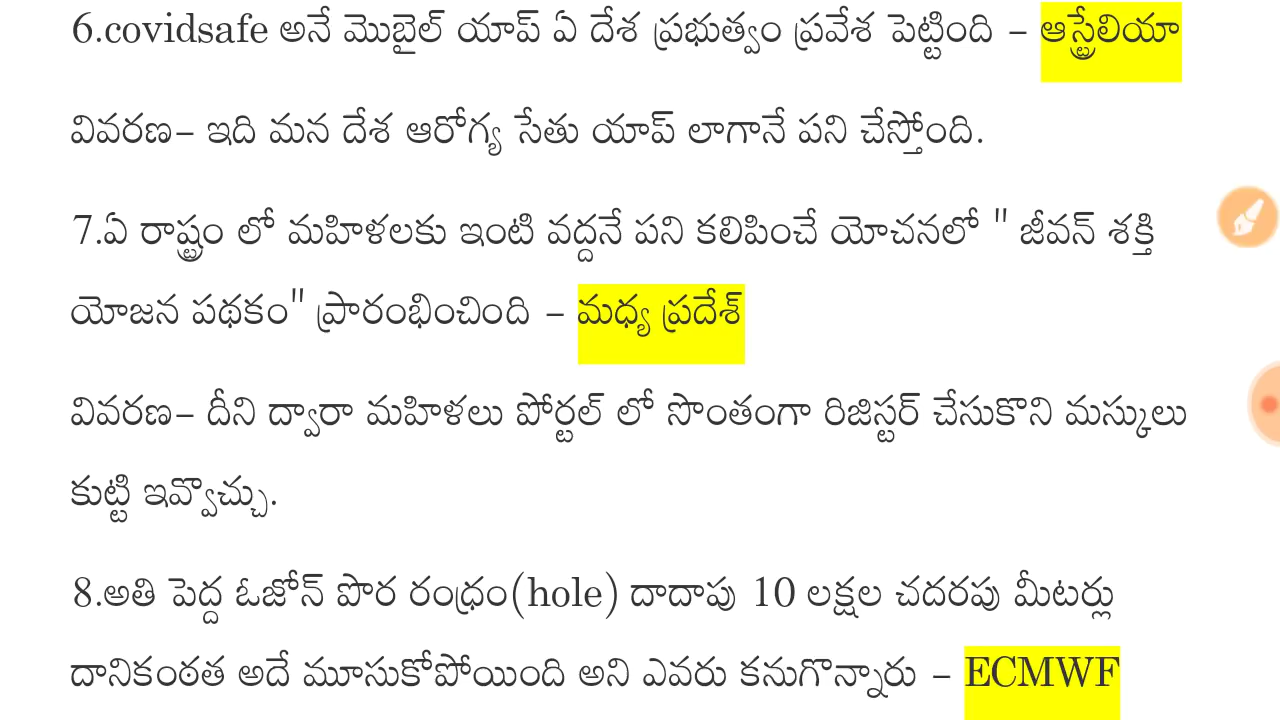 6.covidsafe అనే మొబైల్ యాప్ ఏ దేశ ప్రభుత్వం ప్రవేశ పెట్టింది - ఆస్ట్రేలియా
వివరణ- ఇది మన దేశ ఆరోగ్య సేతు యాప్ లాగానే పని చేస్తోంది.
7.ఏ రాష్ట్రం లో మహిళలకు ఇంటి వద్దనే పని కలిపించే యోచనలో " జీవన్ శక్తి
యోజన పథకం" ప్రారంభించింది - మధ్య ప్రదేశ్
వివరణ- దీని ద్వారా మహిళలు పోర్టల్ లో సొంతంగా రిజిస్టర్ చేసుకొని మస్కులు
కుట్టి ఇవ్వొచ్చు.
8.అతి పెద్ద ఓజోన్ పొర రంధ్రం(hole) దాదాపు 10 లక్షల చదరపు మీటర్లు
దానికంఠత అదే మూసుకోపోయింది అని ఎవరు కనుగొన్నారు - ECMWF